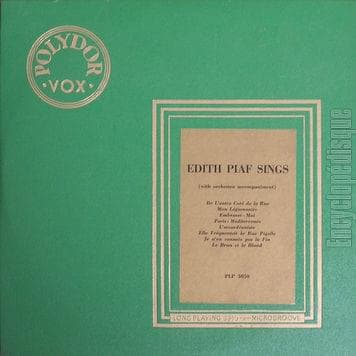 POLYDOR
VOX
EDITH PIAF SINGS
(with orchestra accompaniment)
De L'autre Coté de la Rue
Mon Légionnaire
Embrasse - Moi
Paris - Méditerranée
L'accordéoniste
Elle Fréquentait la Rue Pigalle
Je n'en connais pas la Fin
Le Brun et le Blond
PLP 3050
LONG PLAYING 33⅓ MICROGROOVE
Encyclopédisque